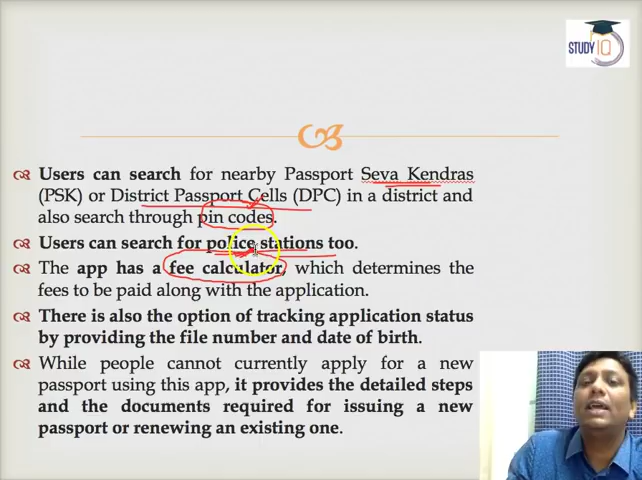 STUDY IQ
Users can search for nearby Passport Seva Kendras
(PSK) or District Passport Cells (DPC) in a district and
also search through pin codes.
Users can search for police stations too.
The app has a fee calculator, which determines the
fees to be paid along with the application.
There is also the option of tracking application status
by providing the file number and date of birth.
While people cannot currently apply for a new
passport using this app, it provides the detailed steps
and the documents required for issuing a new
passport or renewing an existing one.